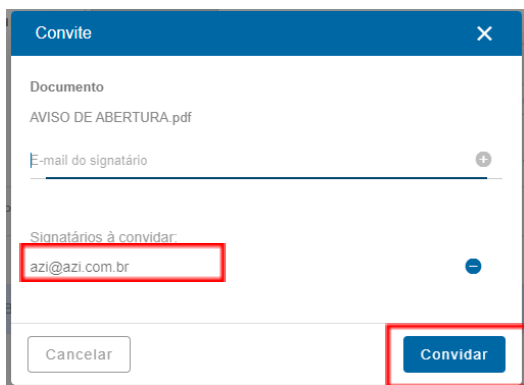 Convite
Documento
AVISO DE ABERTURA.pdf
E-mail do signatário
Signatários à convidar:
azi@azi.com.br
Cancelar
Convidar